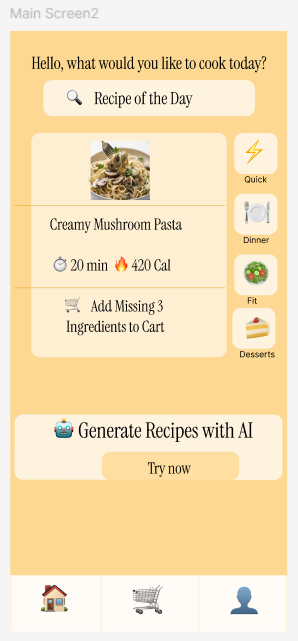 Main Screen2
Hello, what would you like to cook today?
Recipe of the Day
Creamy Mushroom Pasta
20 min 420 Cal
Add Missing 3
Ingredients to Cart
Quick
Dinner
Fit
Desserts
Generate Recipes with AI
Try now